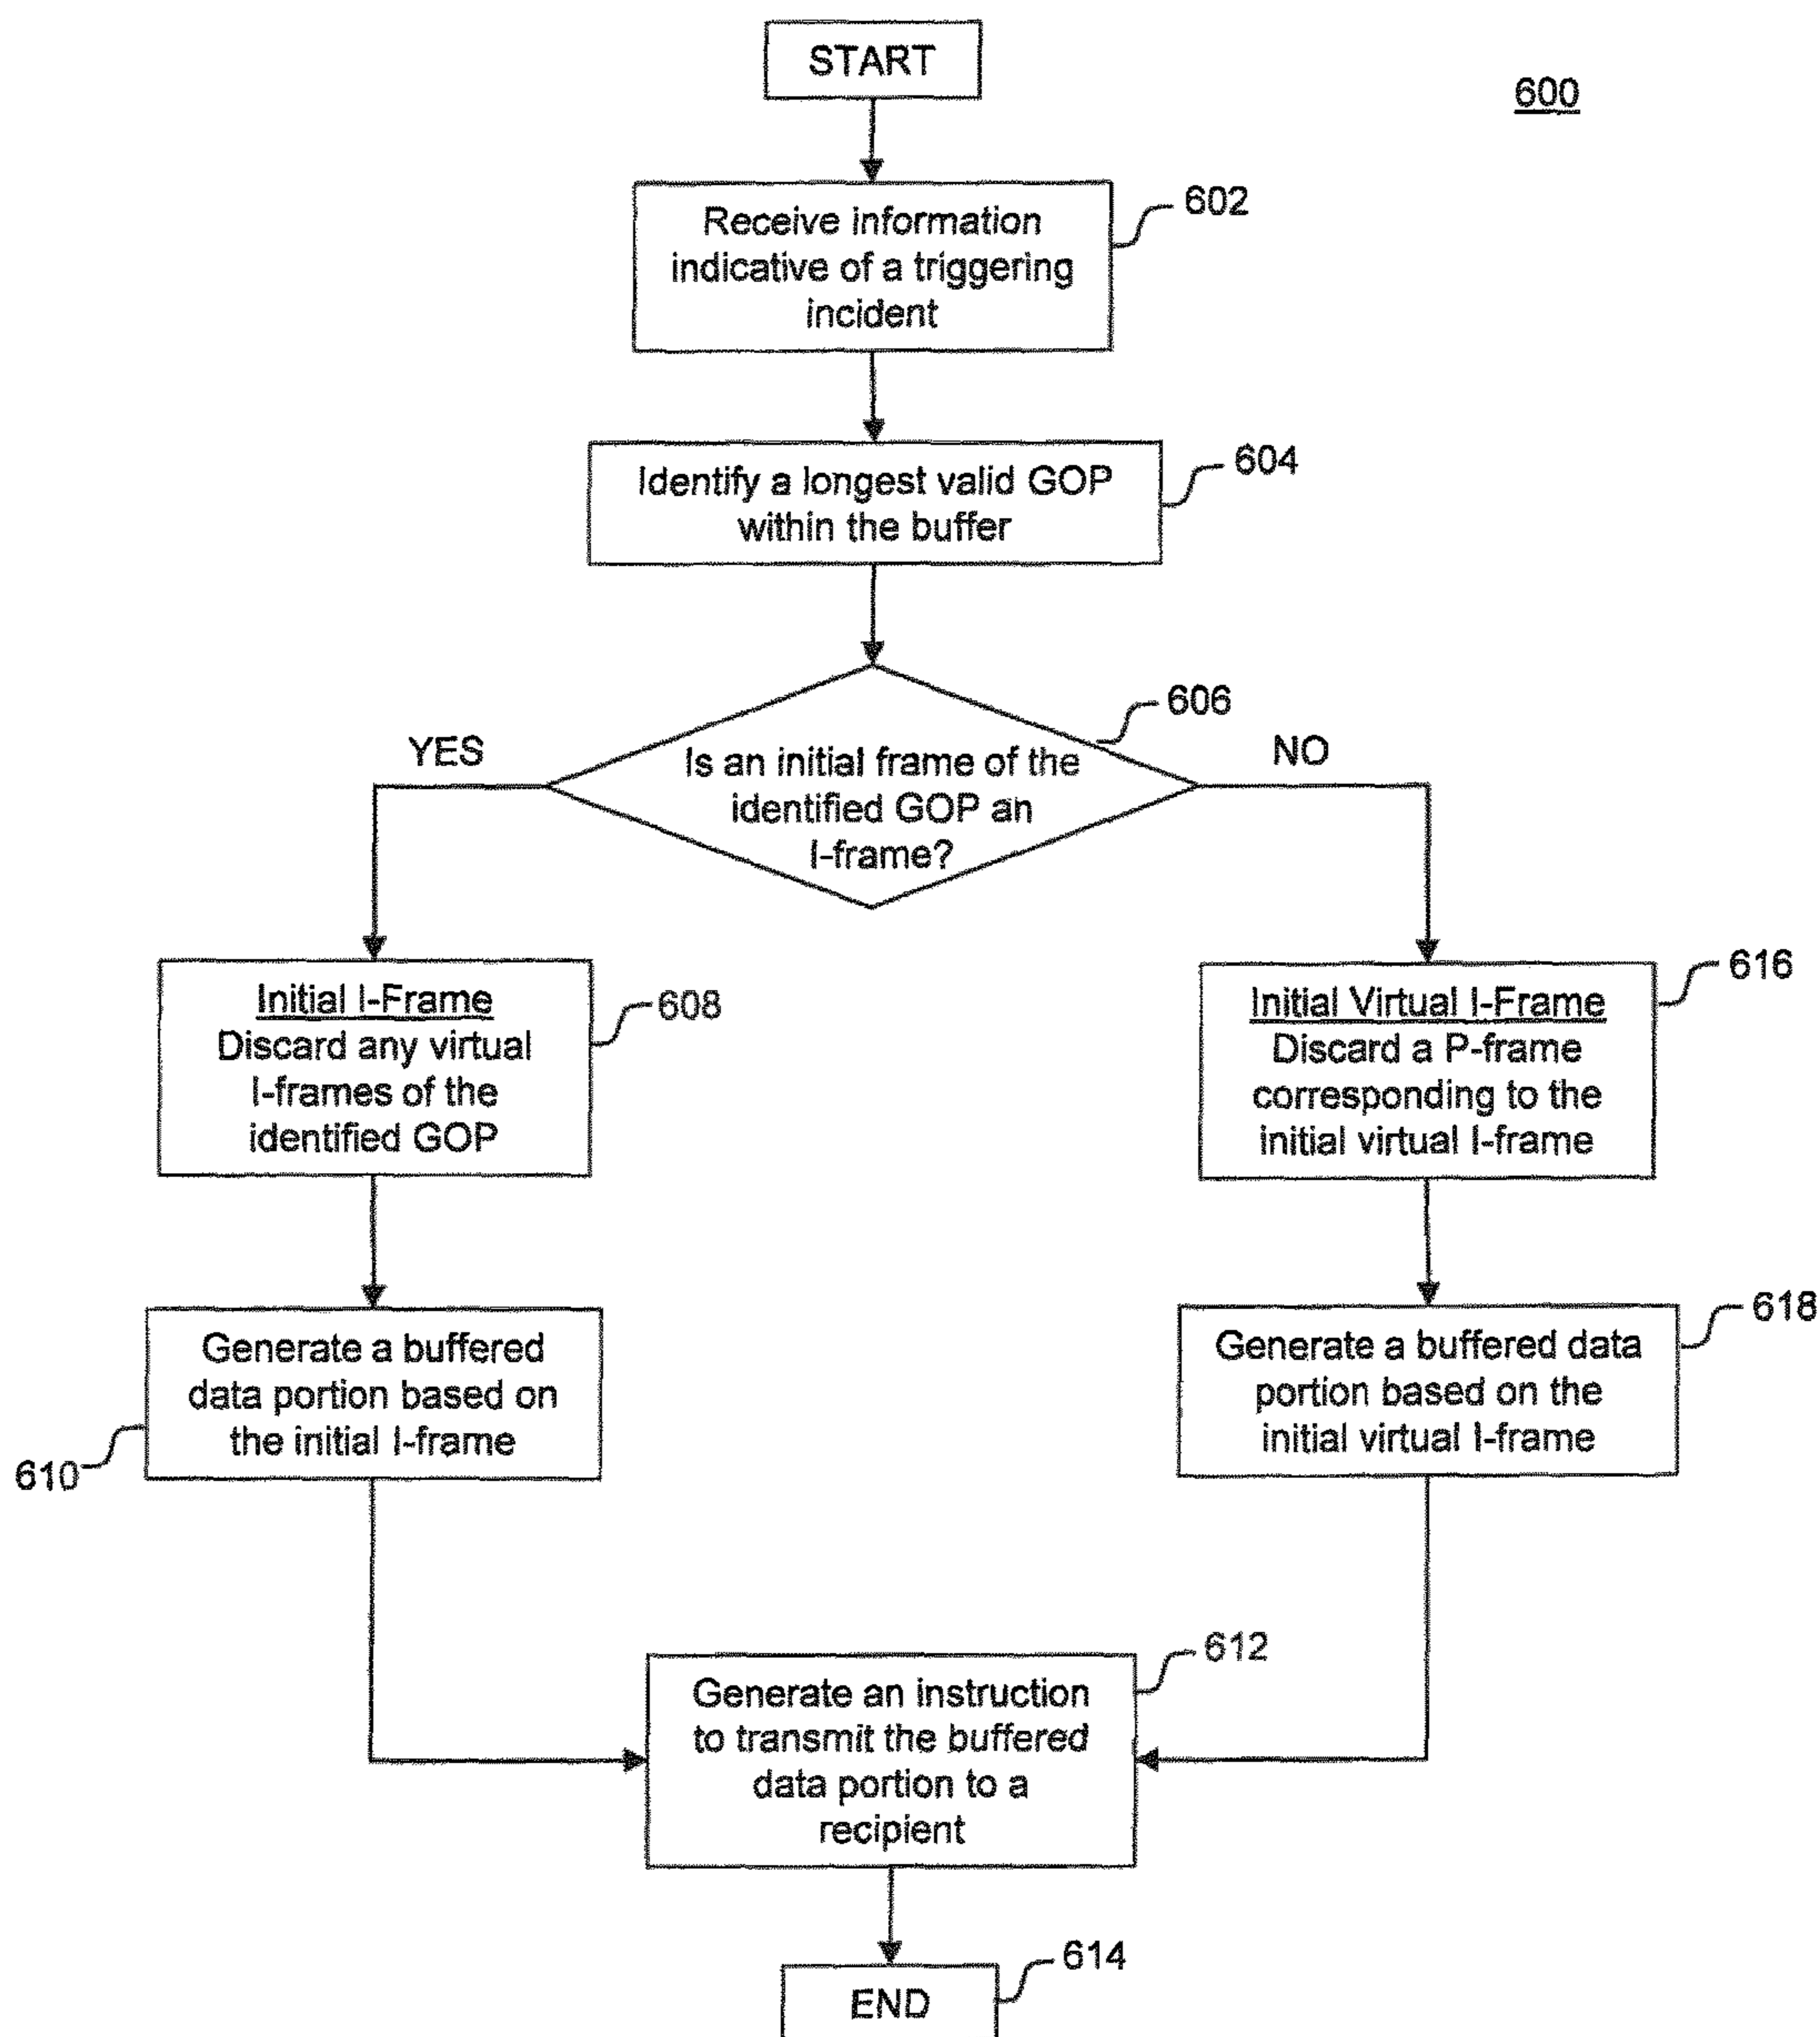 START
600
602
Receive information
indicative of a triggering
incident
604
Identify a longest valid GOP
within the buffer
606
YES
NO
Is an initial frame of the
identified GOP an
I-frame?
Initial I-Frame
Discard any virtual
I-frames of the
identified GOP
608
616
Initial Virtual I-Frame
Discard a P-frame
corresponding to the
initial virtual I-frame
Generate a buffered
data portion based on
the initial I-frame
610
618
Generate a buffered data
portion based on the
initial virtual I-frame
612
Generate an instruction
to transmit the buffered
data portion to a
recipient
614
END